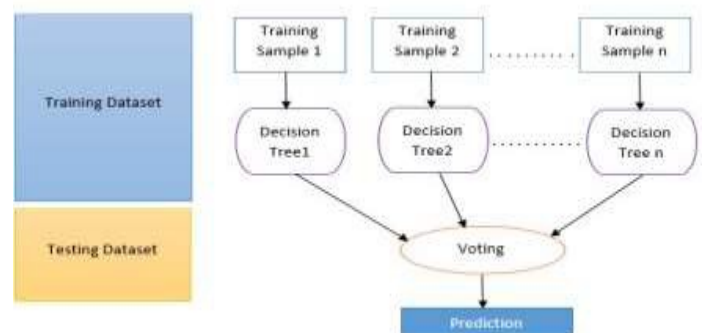 Training Dataset
Testing Dataset
Training
Sample 1
Training
Sample 2
Training
Sample n
Decision
Tree1
Decision
Tree2
Decision
Tree n
Voting
Prediction